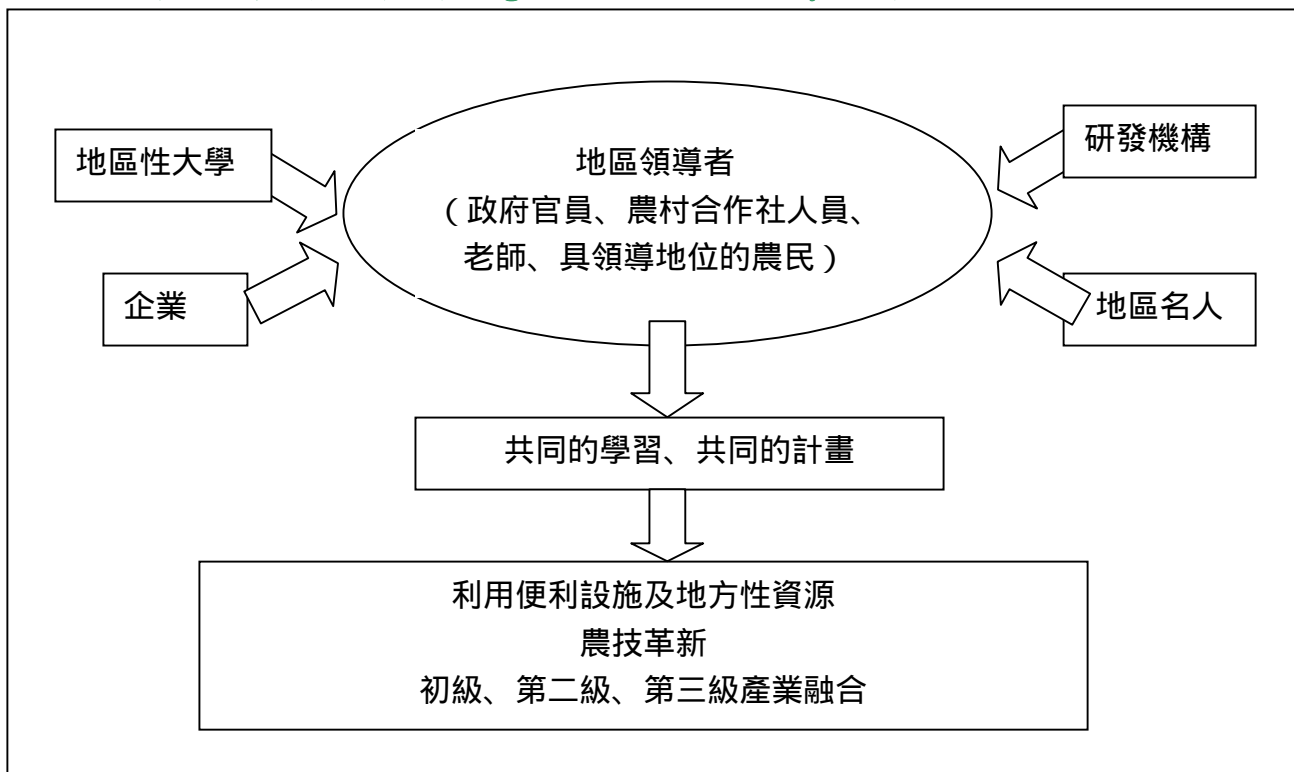 地區性大學
企業
地區領導者
（政府官員、農村合作社人員、
老師、具領導地位的農民）
研發機構
地區名人
共同的學習、共同的計畫
利用便利設施及地方性資源
農技革新
初級、第二級、第三級產業融合